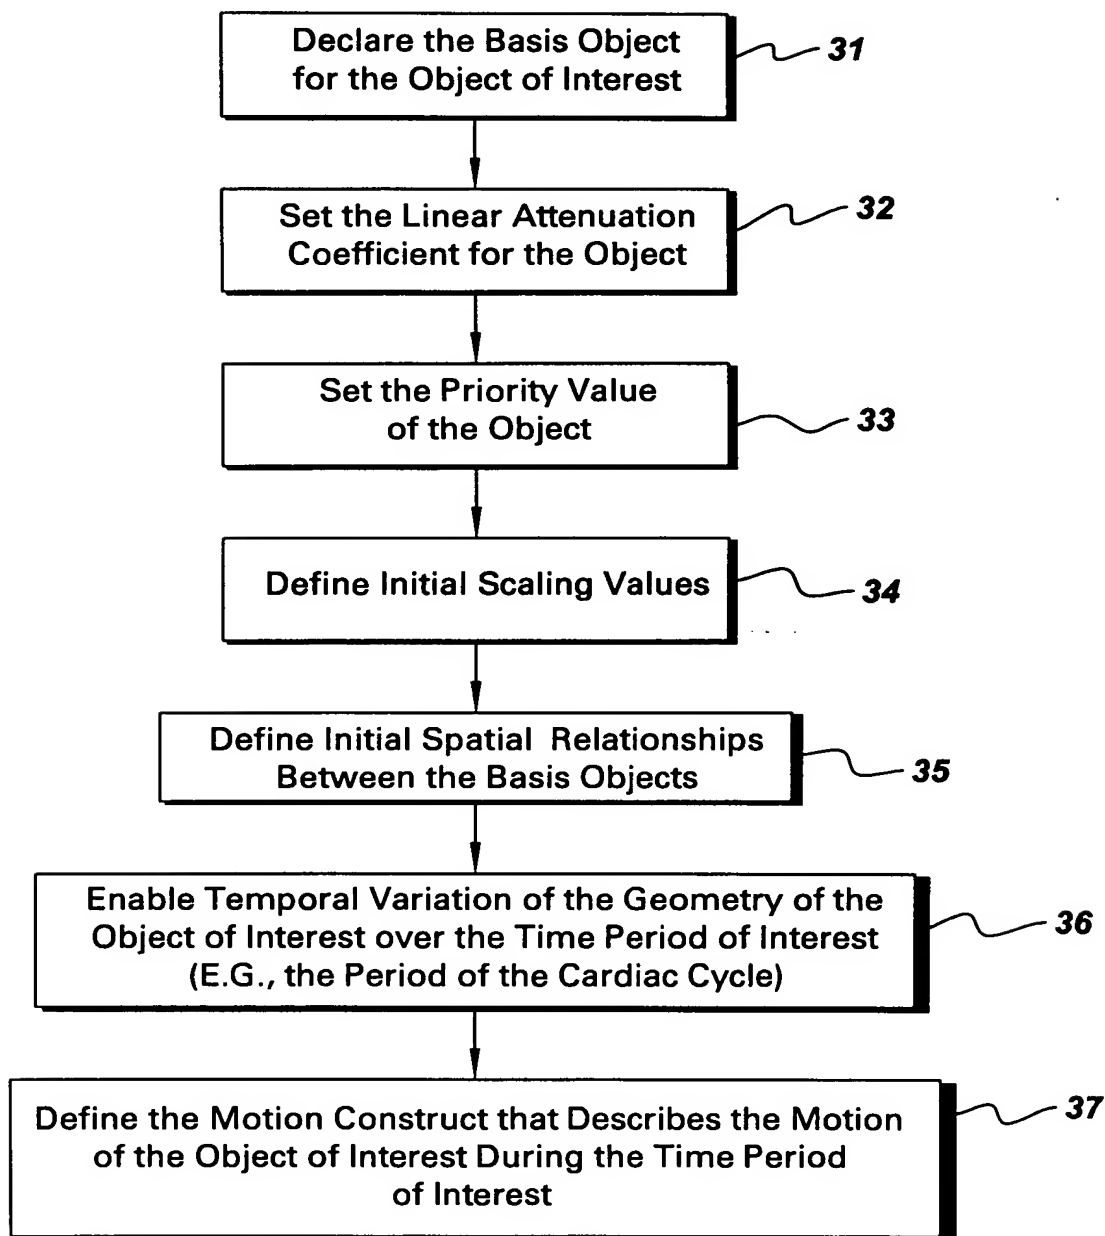 Declare the Basis Object
for the Object of Interest
31
Set the Linear Attenuation
Coefficient for the Object
32
Set the Priority Value
of the Object
33
Define Initial Scaling Values
34
Define Initial Spatial Relationships
Between the Basis Objects
35
Enable Temporal Variation of the Geometry of the
Object of Interest over the Time Period of Interest
(E.G., the Period of the Cardiac Cycle)
36
Define the Motion Construct that Describes the Motion
of the Object of Interest During the Time Period
of Interest
37